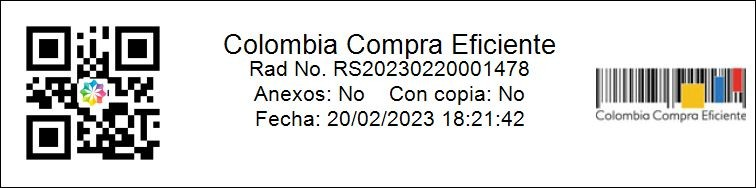 Colombia Compra Eficiente
Rad No. RS20230220001478
Anexos: No    Con copia: No
Fecha: 20/02/2023 18:21:42
Colombia Compra Eficiente